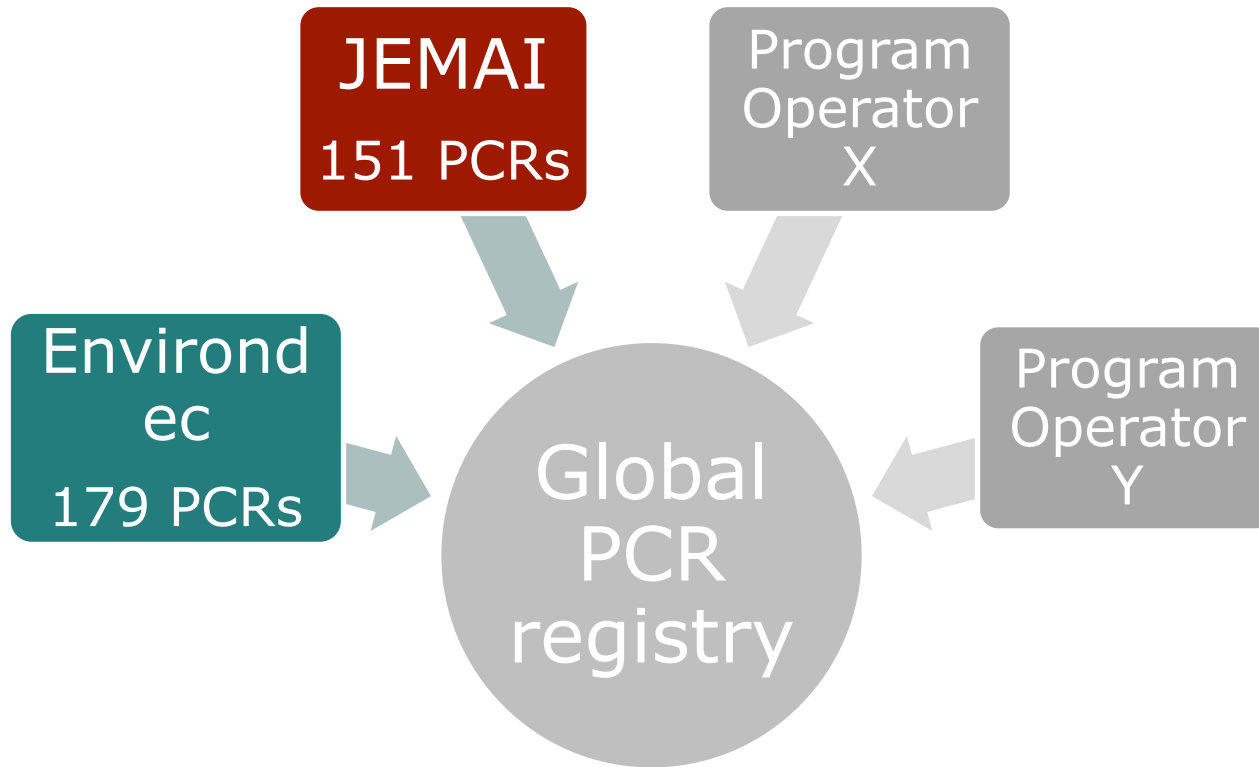 JEMAI
151 PCRs
Program
Operator
X
Environd
ec
179 PCRs
Program
Operator
Y
Global
PCR
registry